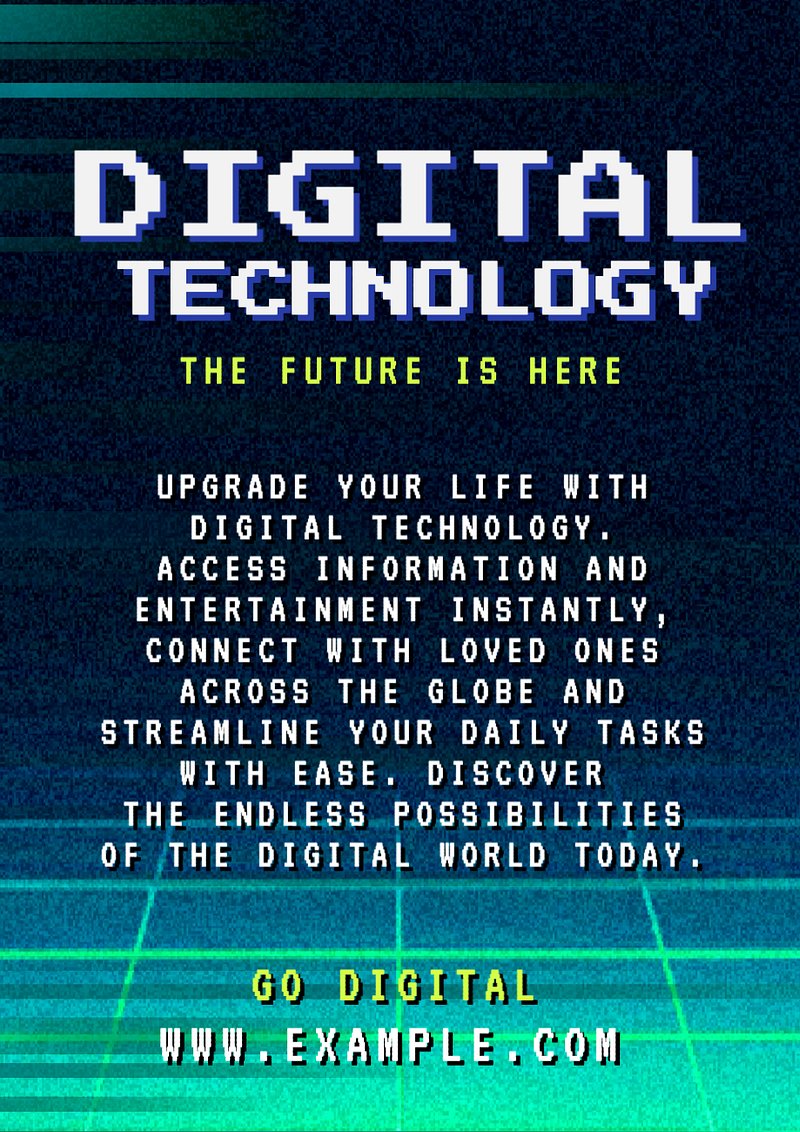 DIGITAL
TECHNOLOGY
THE FUTURE IS HERE
UPGRADE YOUR LIFE WITH
DIGITAL TECHNOLOGY.
ACCESS INFORMATION AND
ENTERTAINMENT INSTANTLY,
CONNECT WITH LOVED ONES
ACROSS THE GLOBE AND
STREAMLINE YOUR DAILY TASKS
WITH EASE. DISCOVER
THE ENDLESS POSSIBILITIES
OF THE DIGITAL WORLD TODAY.
GO DIGITAL
WWW.EXAMPLE.COM